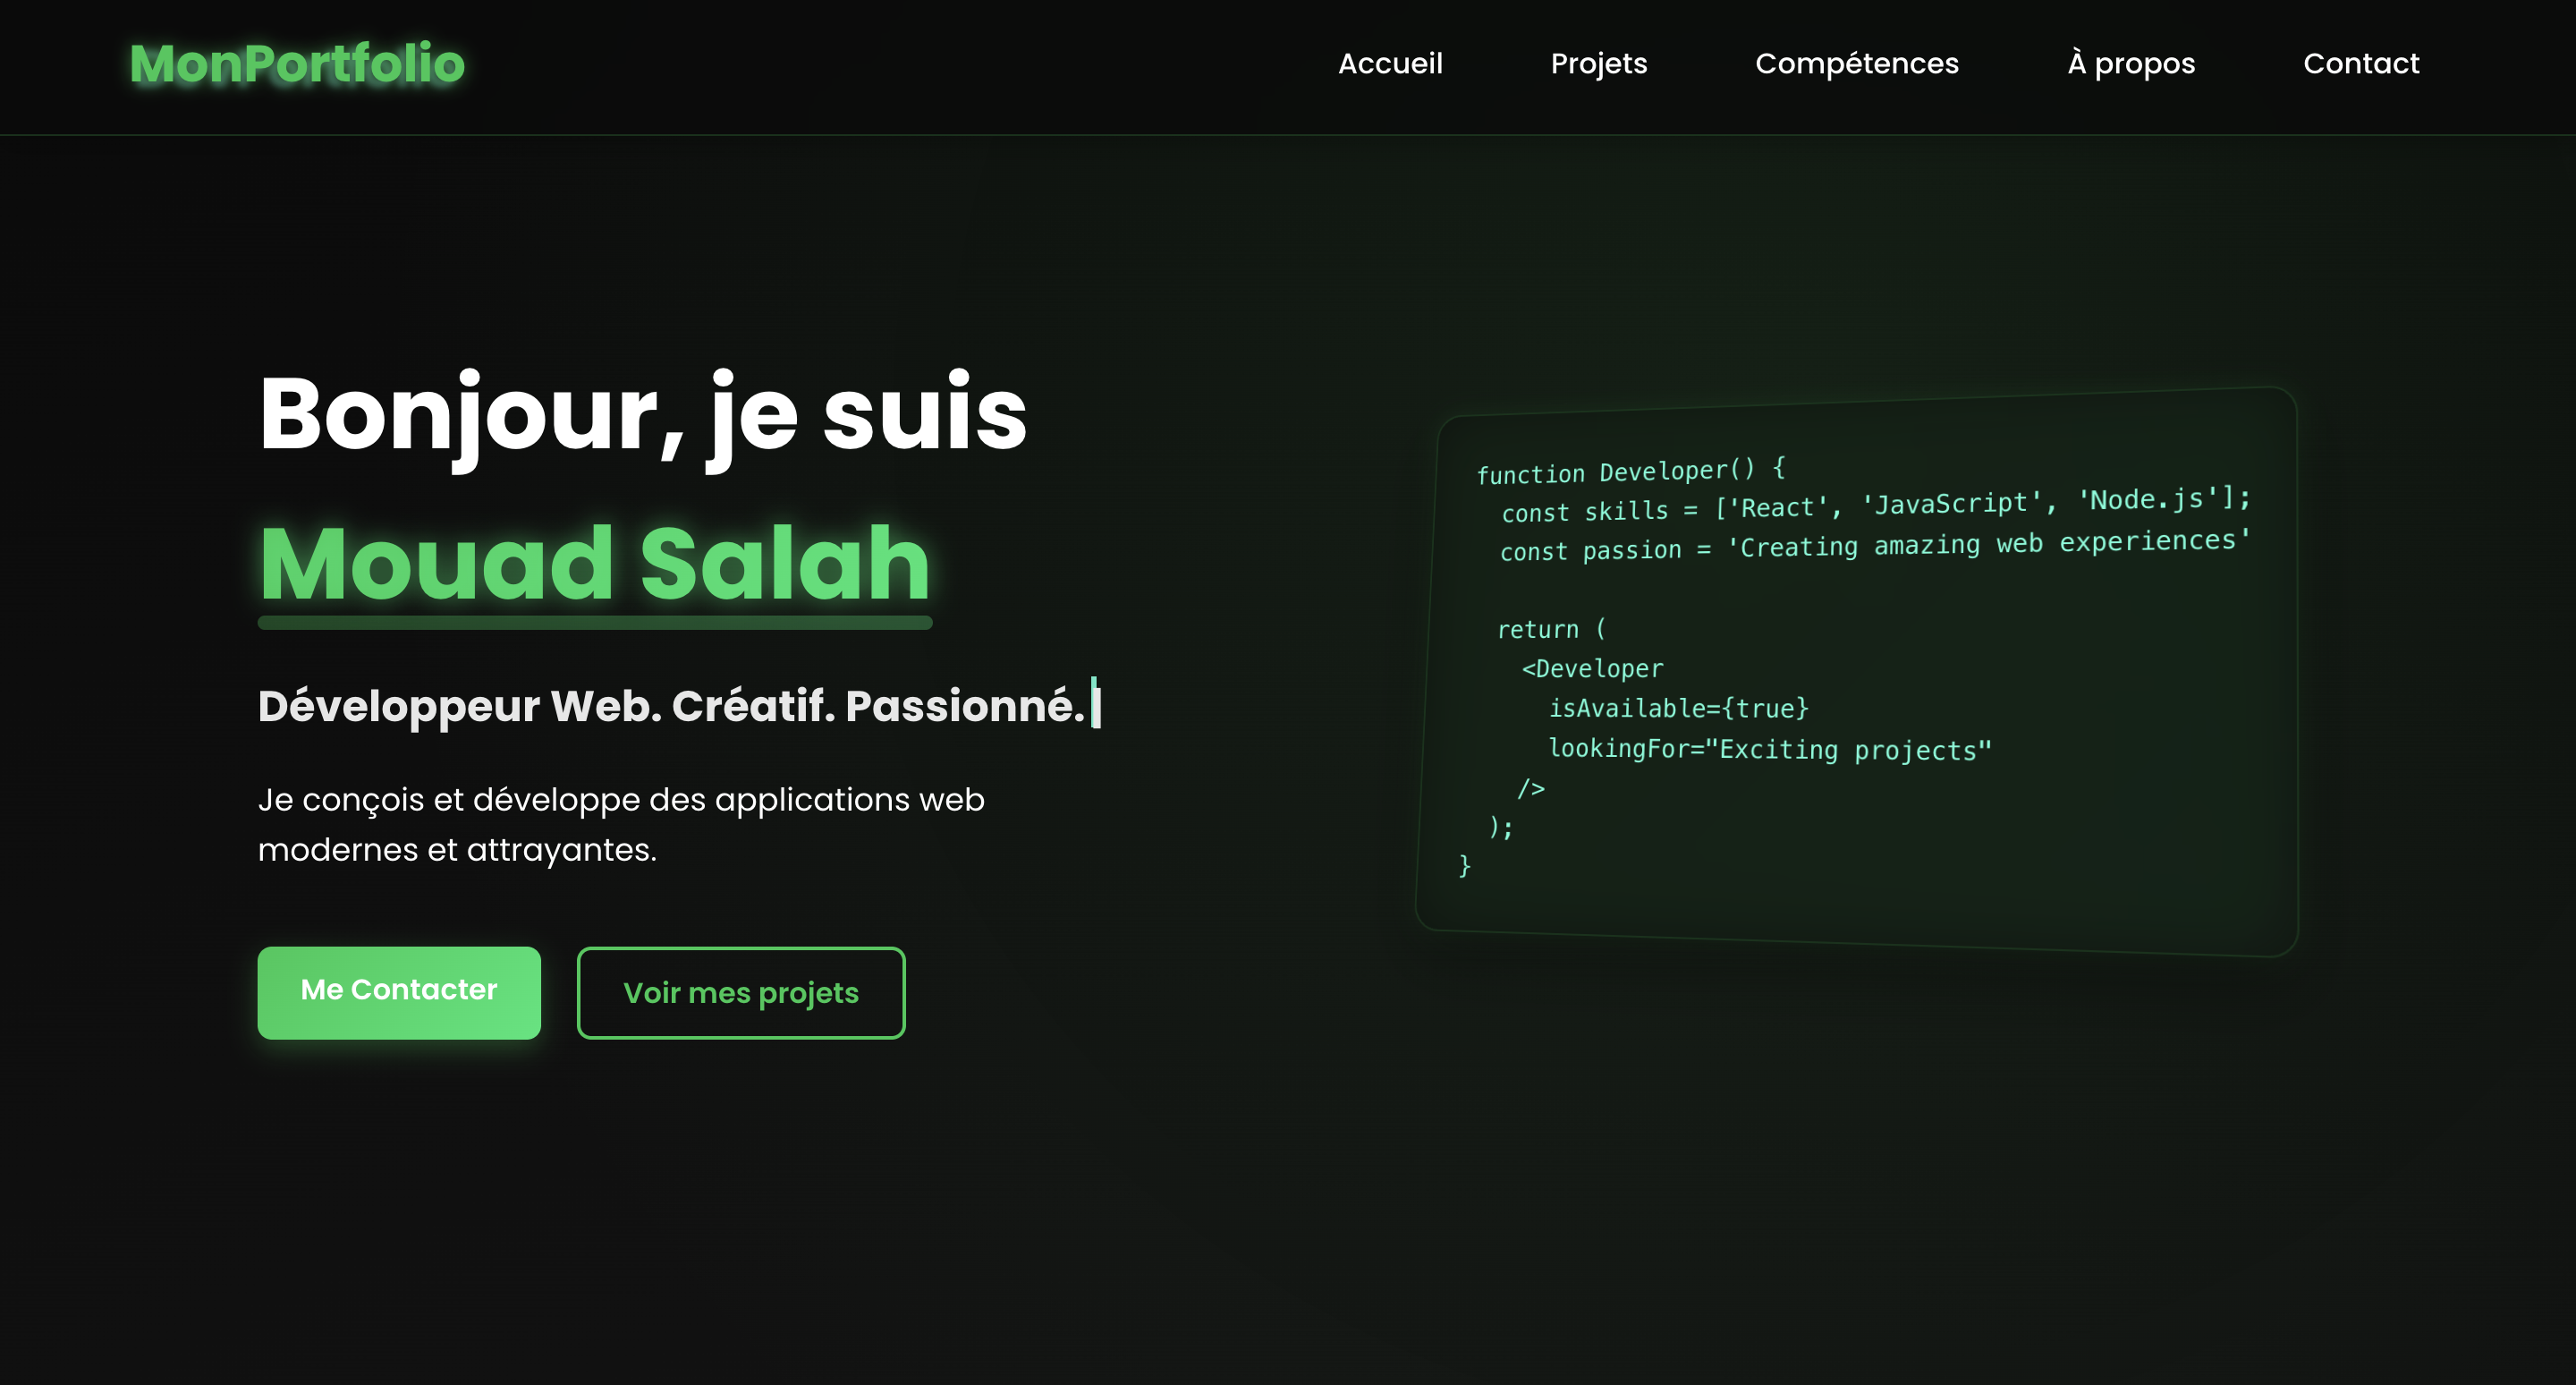 MonPortfolio
Accueil Projets Compétences À propos Contact
Bonjour, je suis
Mouad Salah
Développeur Web. Créatif. Passionné.|
Je conçois et développe des applications web
modernes et attrayantes.
Me Contacter
Voir mes projets
function Developer() {
  const skills = ['React', 'JavaScript', 'Node.js'];
  const passion = 'Creating amazing web experiences'
  return (
    <Developer
      isAvailable={true}
      lookingFor="Exciting projects"
    />
  );
}